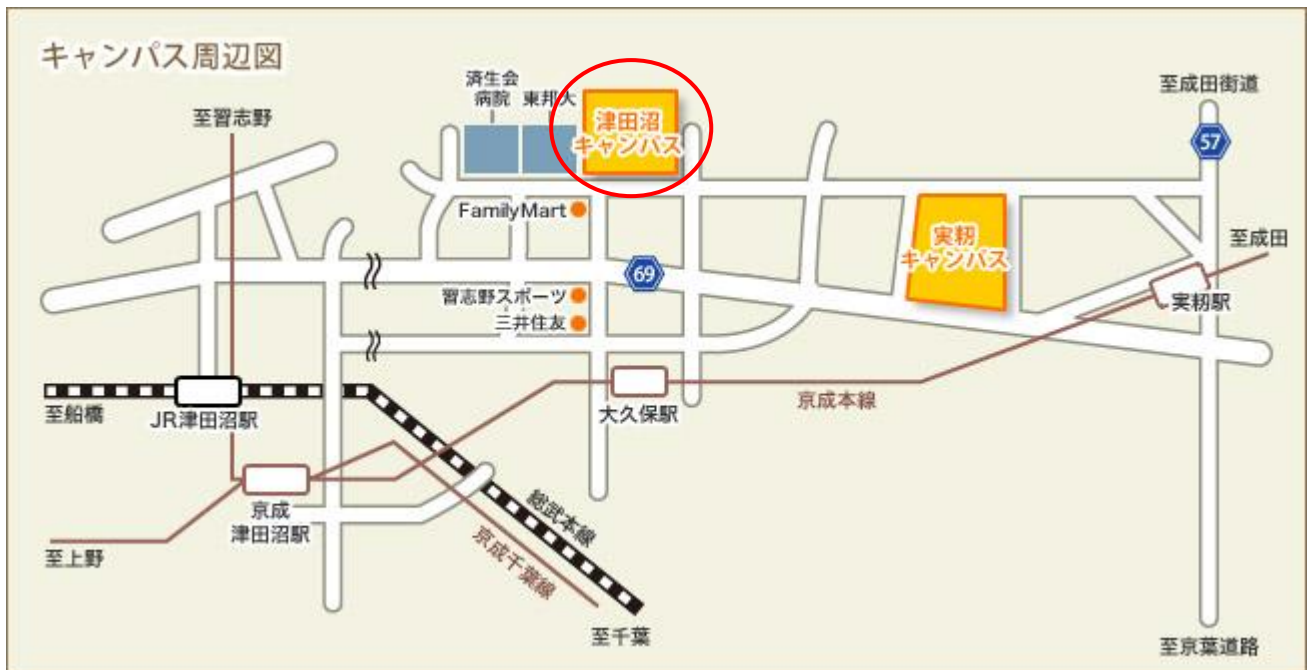 キャンパス周辺図
済生会
病院
東邦大
津田沼
キャンパス
至成田街道
至習志野
57
FamilyMart
実籾
キャンパス
至成田
69
習志野スポーツ
実籾駅
三井住友
至船橋
JR津田沼駅
大久保駅
京成本線
京成
津田沼駅
総武本線
京成千葉線
至上野
至千葉
至京葉道路